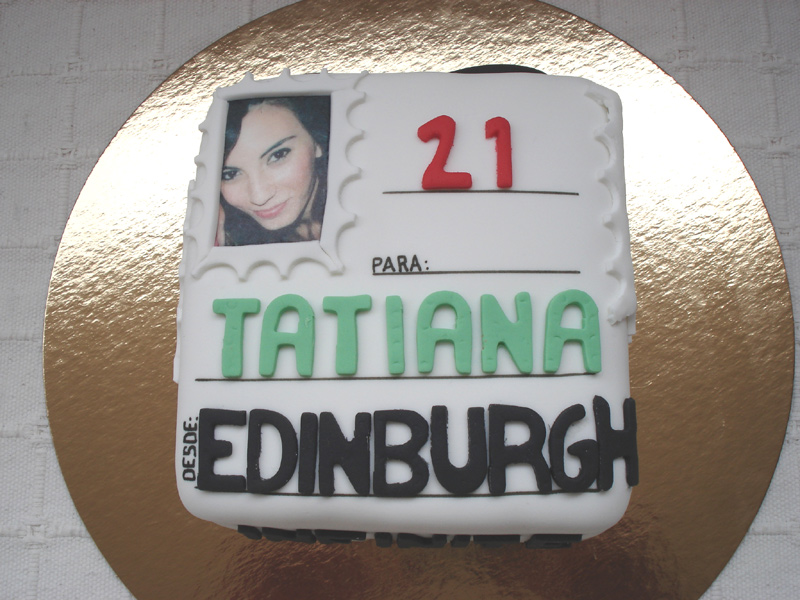 21
PARA:
TATIANA
DESDE: EDINBURGH